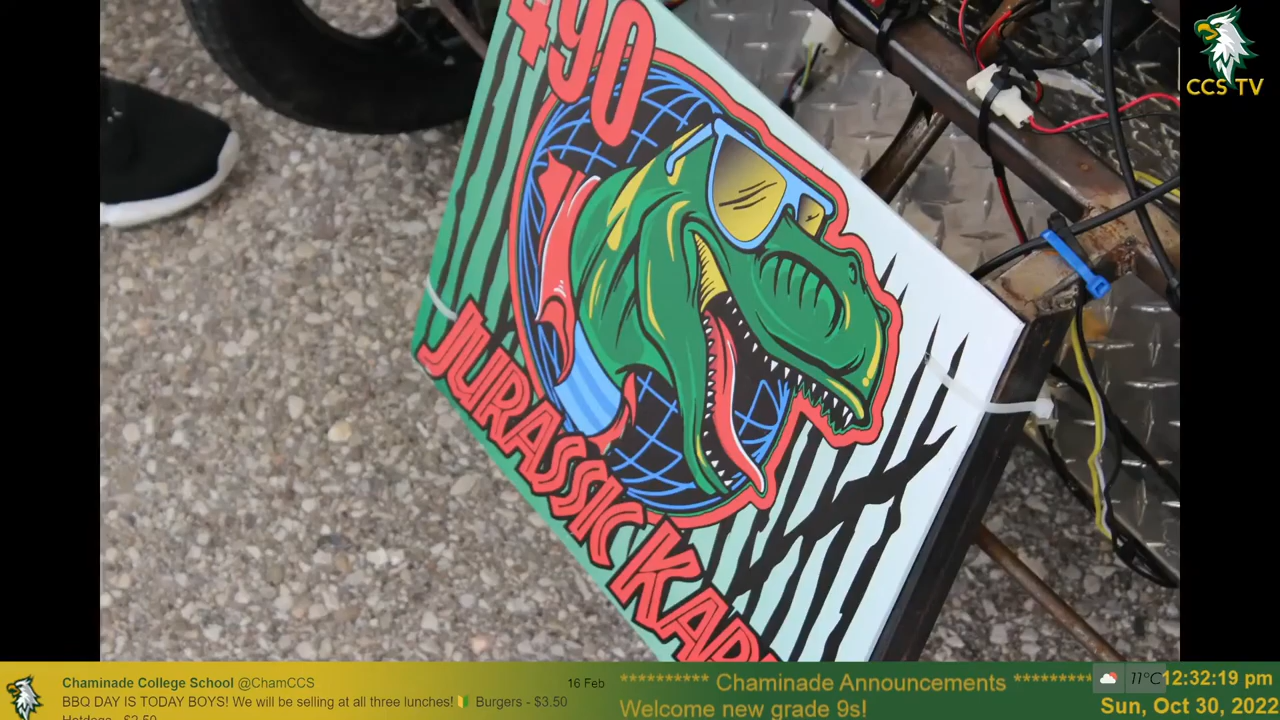 490
JURASSIC KAR
CCS TV
Chaminade College School @ChamCCS
16 Feb
BBQ DAY IS TODAY BOYS! We will be selling at all three lunches! Burgers - $3.50
********** Chaminade Announcements *********
Welcome new grade 9s!
11°C
12:32:19 pm
Sun, Oct 30, 2022